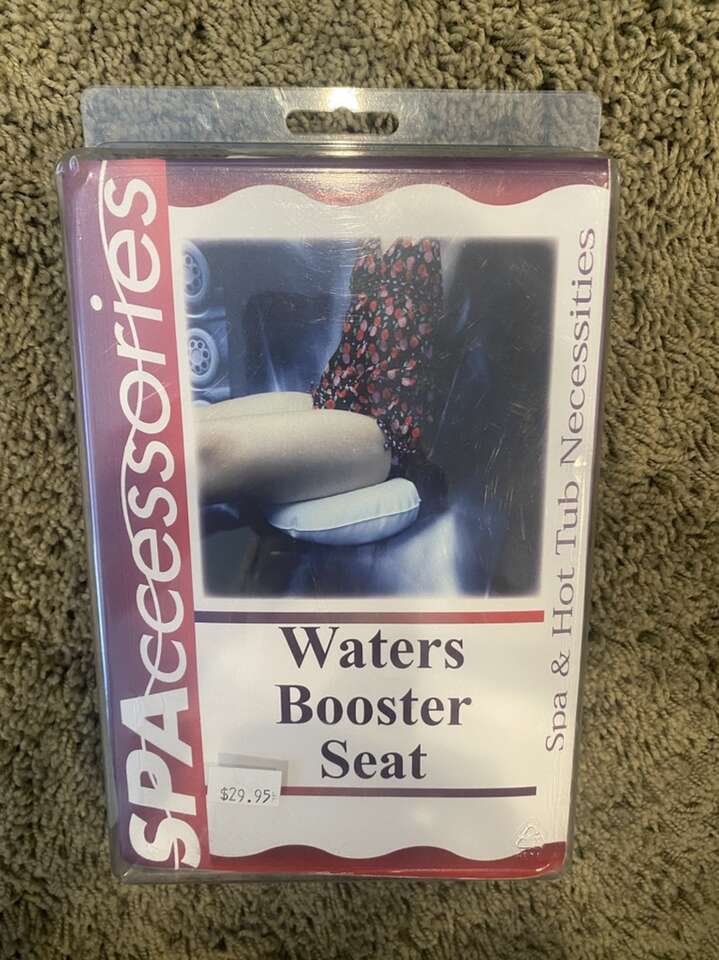 SPAccessories
Waters
Booster
Seat
$29.95
Spa & Hot Tub Necessities